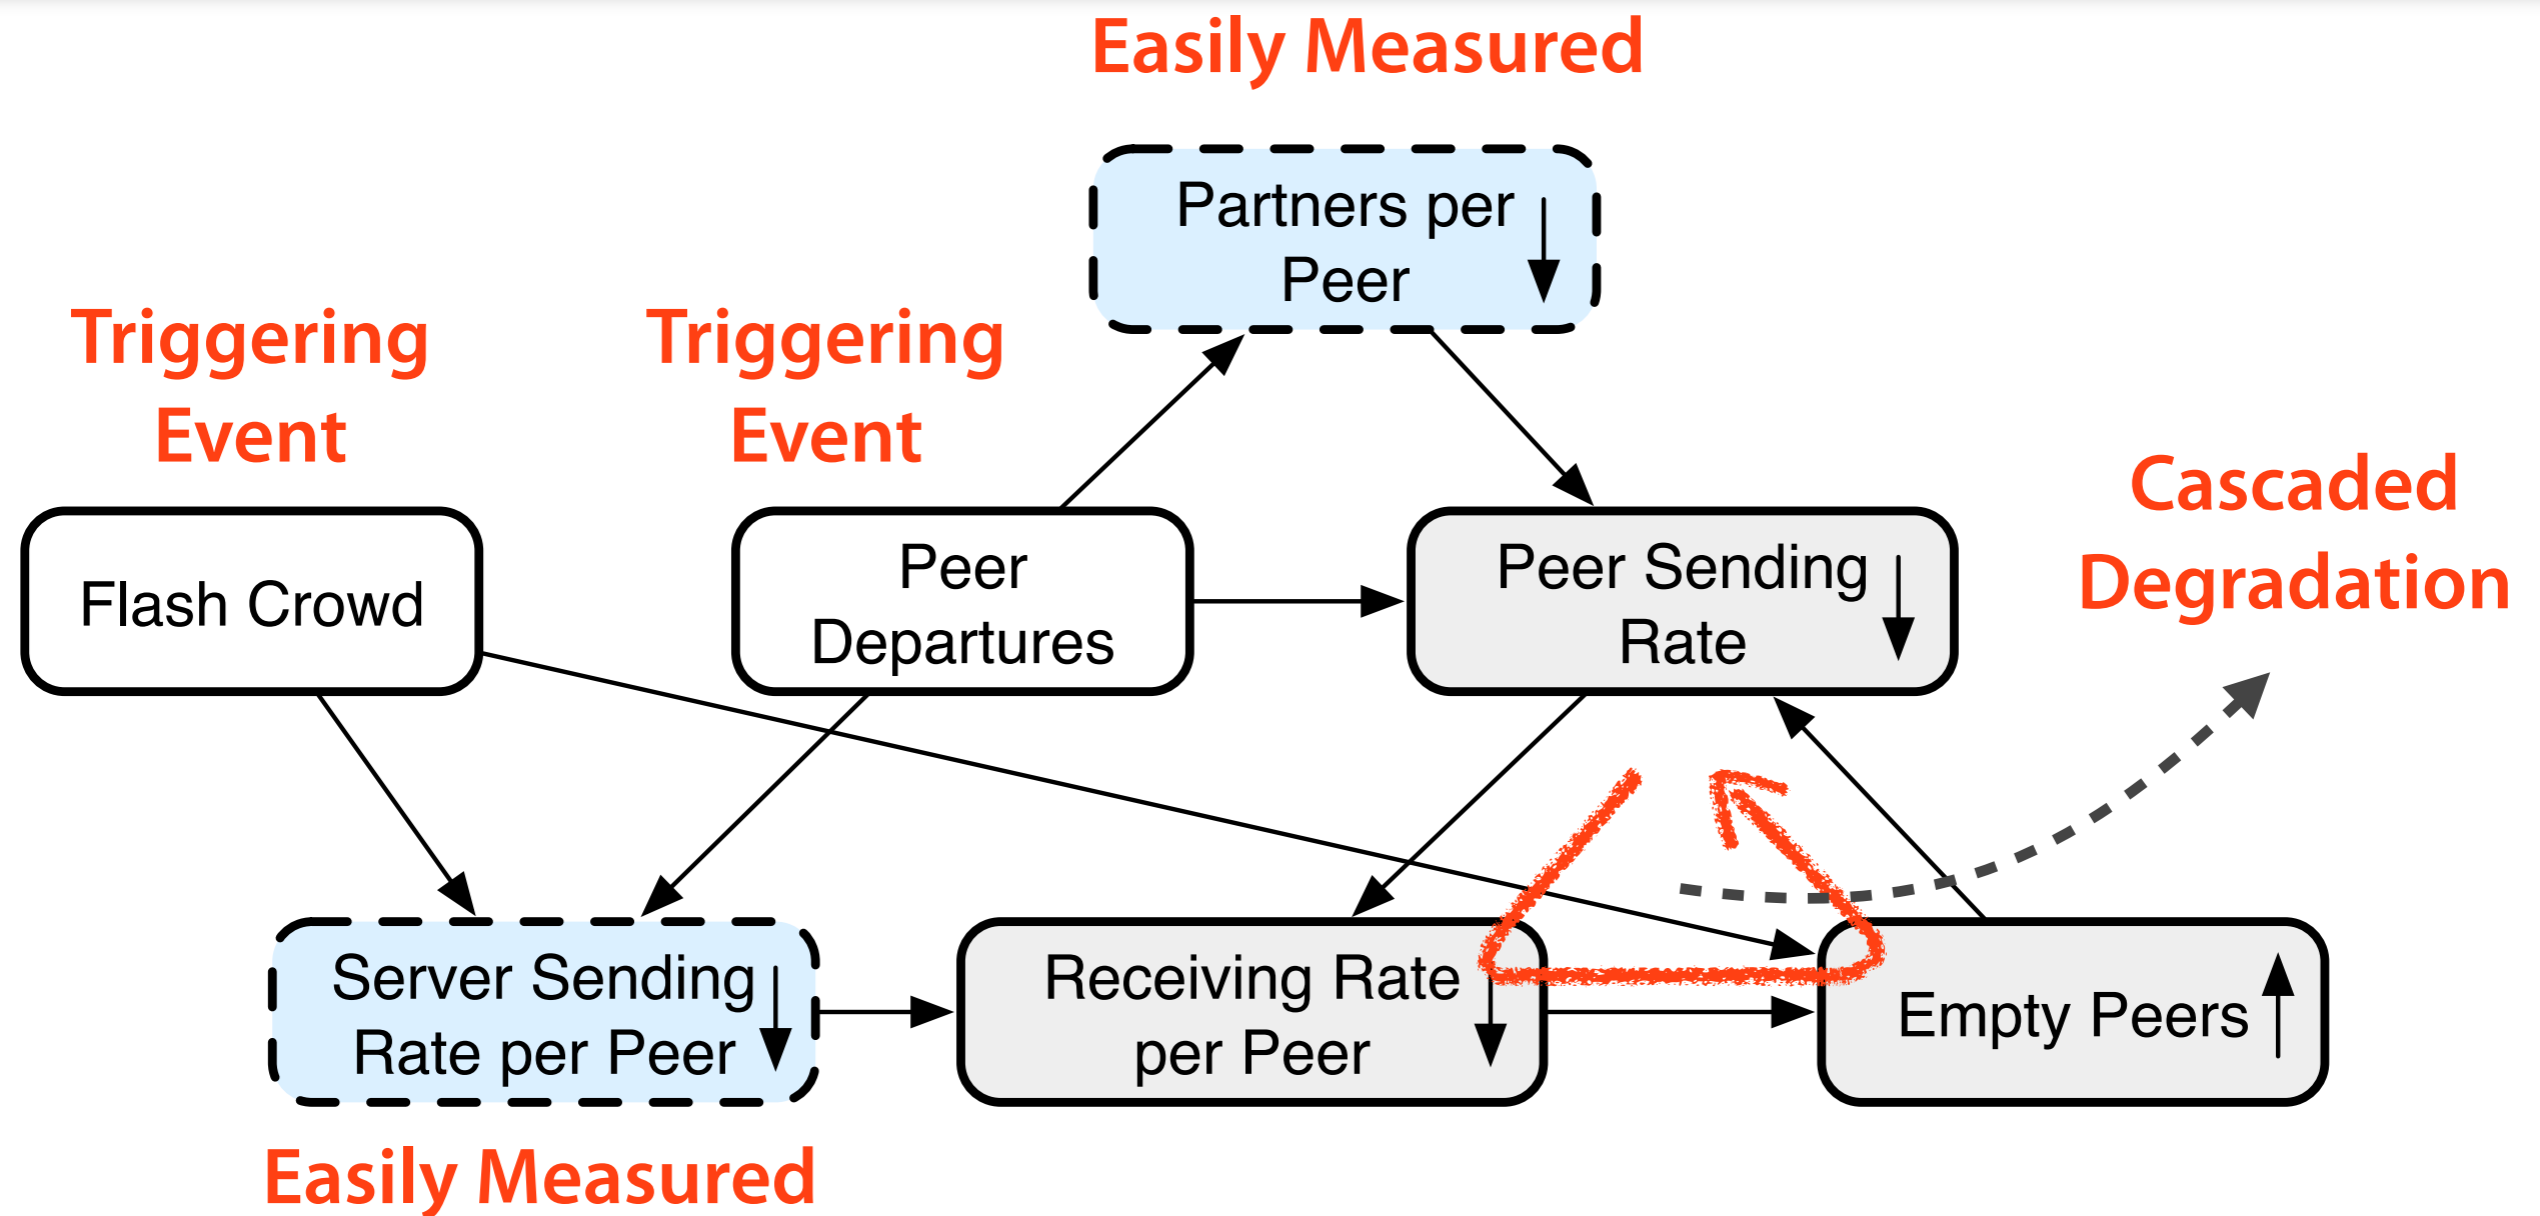 Easily Measured
Partners per
Peer
Triggering
Event
Triggering
Event
Cascaded
Degradation
Flash Crowd
Peer
Departures
Peer Sending
Rate
Server Sending
Rate per Peer
Receiving Rate
per Peer
Empty Peers
Easily Measured